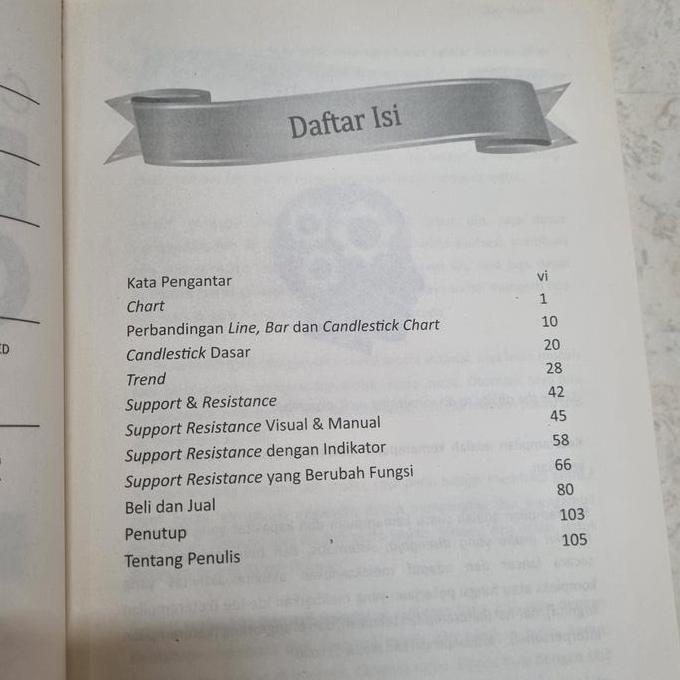 Daftar Isi
Kata Pengantar vi
Chart 1
Perbandingan Line, Bar dan Candlestick Chart 10
Candlestick Dasar 20
Trend 28
Support & Resistance 42
Support Resistance Visual & Manual 45
Support Resistance dengan Indikator 58
Support Resistance yang Berubah Fungsi 66
Beli dan Jual 80
Penutup 103
Tentang Penulis 105